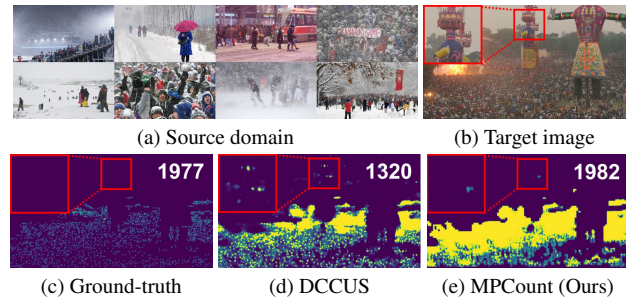 (a) Source domain
(b) Target image
1977
1320
1982
(c) Ground-truth
(d) DCCUS
(e) MPCount (Ours)